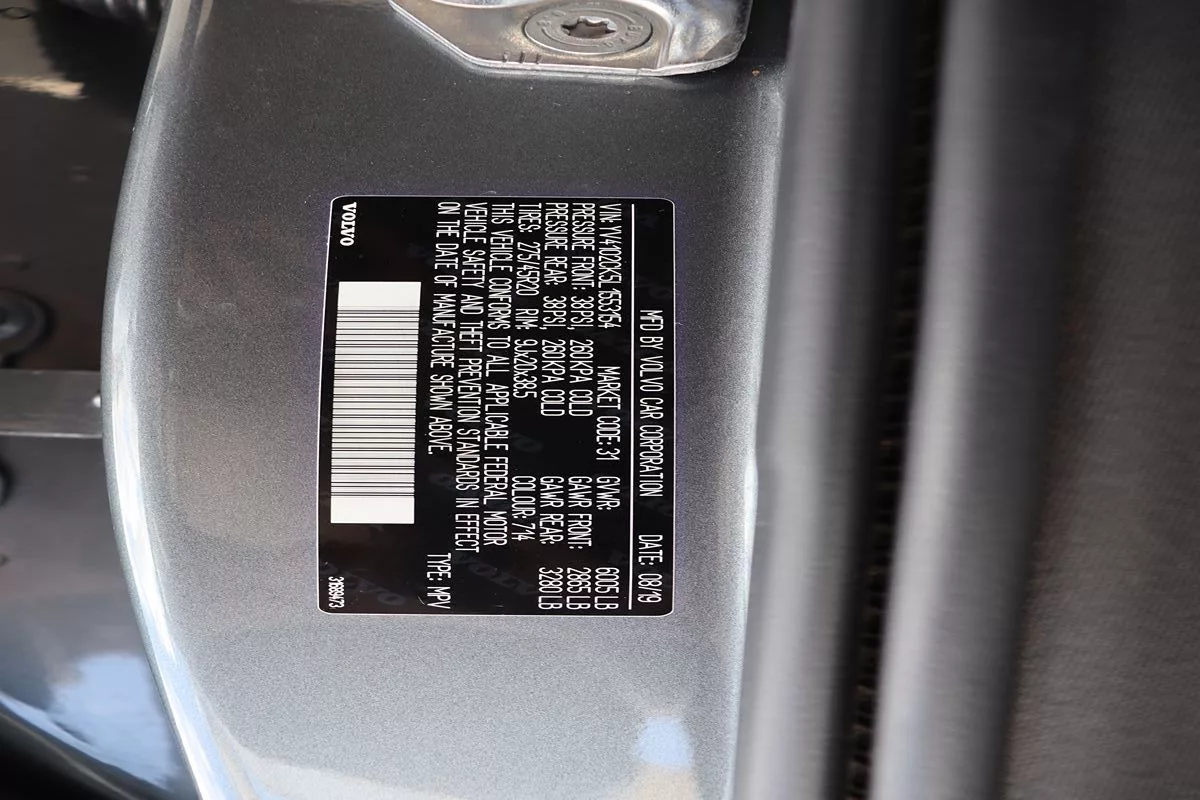 MFD BY VOLVO CAR CORPORATION DATE: 08/19
VIN: YV4102CK5L1553154 MARKET CODE: 31 GVWR: 6005 LB
PRESSURE FRONT: 38PSI, 260KPA COLD GAWR FRONT: 2865 LB
PRESSURE REAR: 38PSI, 260KPA COLD GAWR REAR: 3280 LB
TIRES: 275/45R20 RIM: 9Jx20x38.5 COLOUR: 714
THIS VEHICLE CONFORMS TO ALL APPLICABLE FEDERAL MOTOR
VEHICLE SAFETY AND THEFT PREVENTION STANDARDS IN EFFECT
ON THE DATE OF MANUFACTURE SHOWN ABOVE. TYPE: MPV
VOLVO